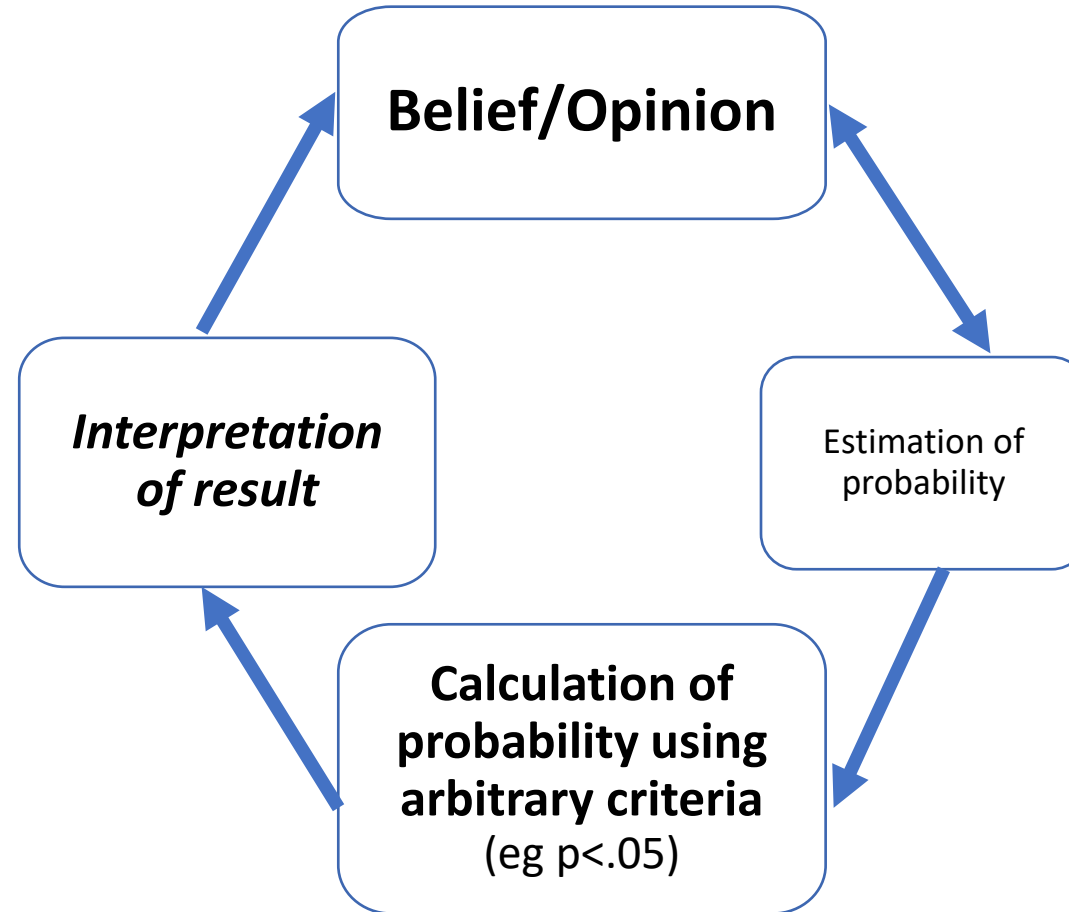 Belief/Opinion
Interpretation
of result
Estimation of
probability
Calculation of
probability using
arbitrary criteria
(eg p<.05)